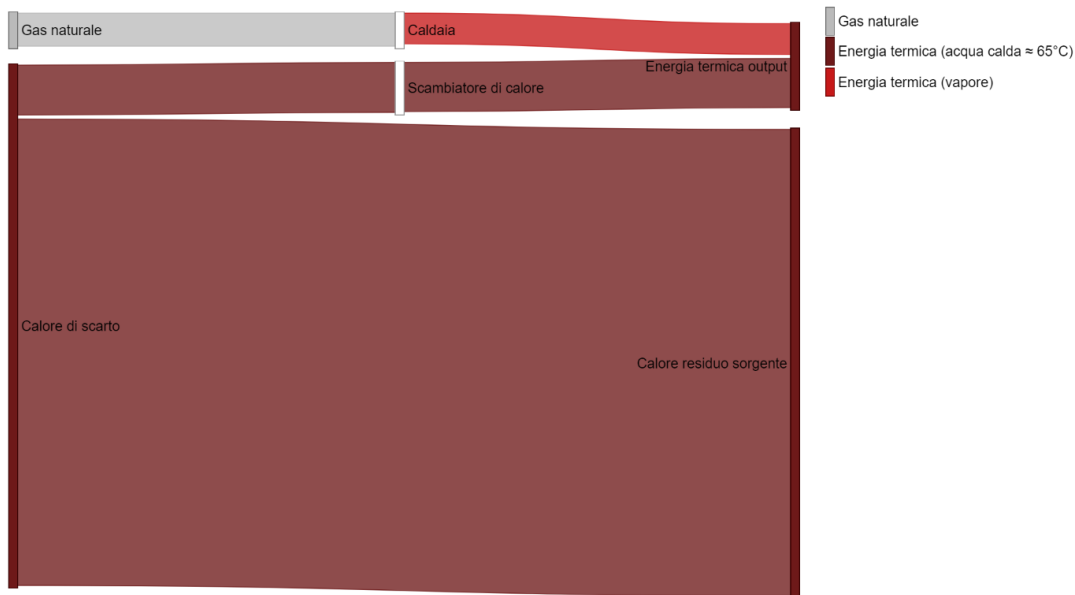 Gas naturale
Caldaia
Energia termica output
Scambiatore di calore
Calore di scarto
Calore residuo sorgente
Gas naturale
Energia termica (acqua calda ≈ 65°C)
Energia termica (vapore)